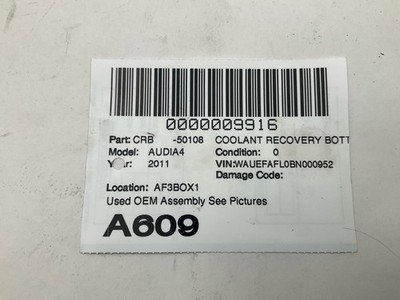 0000009916
Part: CRB -50108 COOLANT RECOVERY BOTT
Model: AUDIA4 Condition: 0
Year: 2011 VIN:WAUEFAFL0BN000952
Damage Code:
Location: AF3BOX1
Used OEM Assembly See Pictures
A609